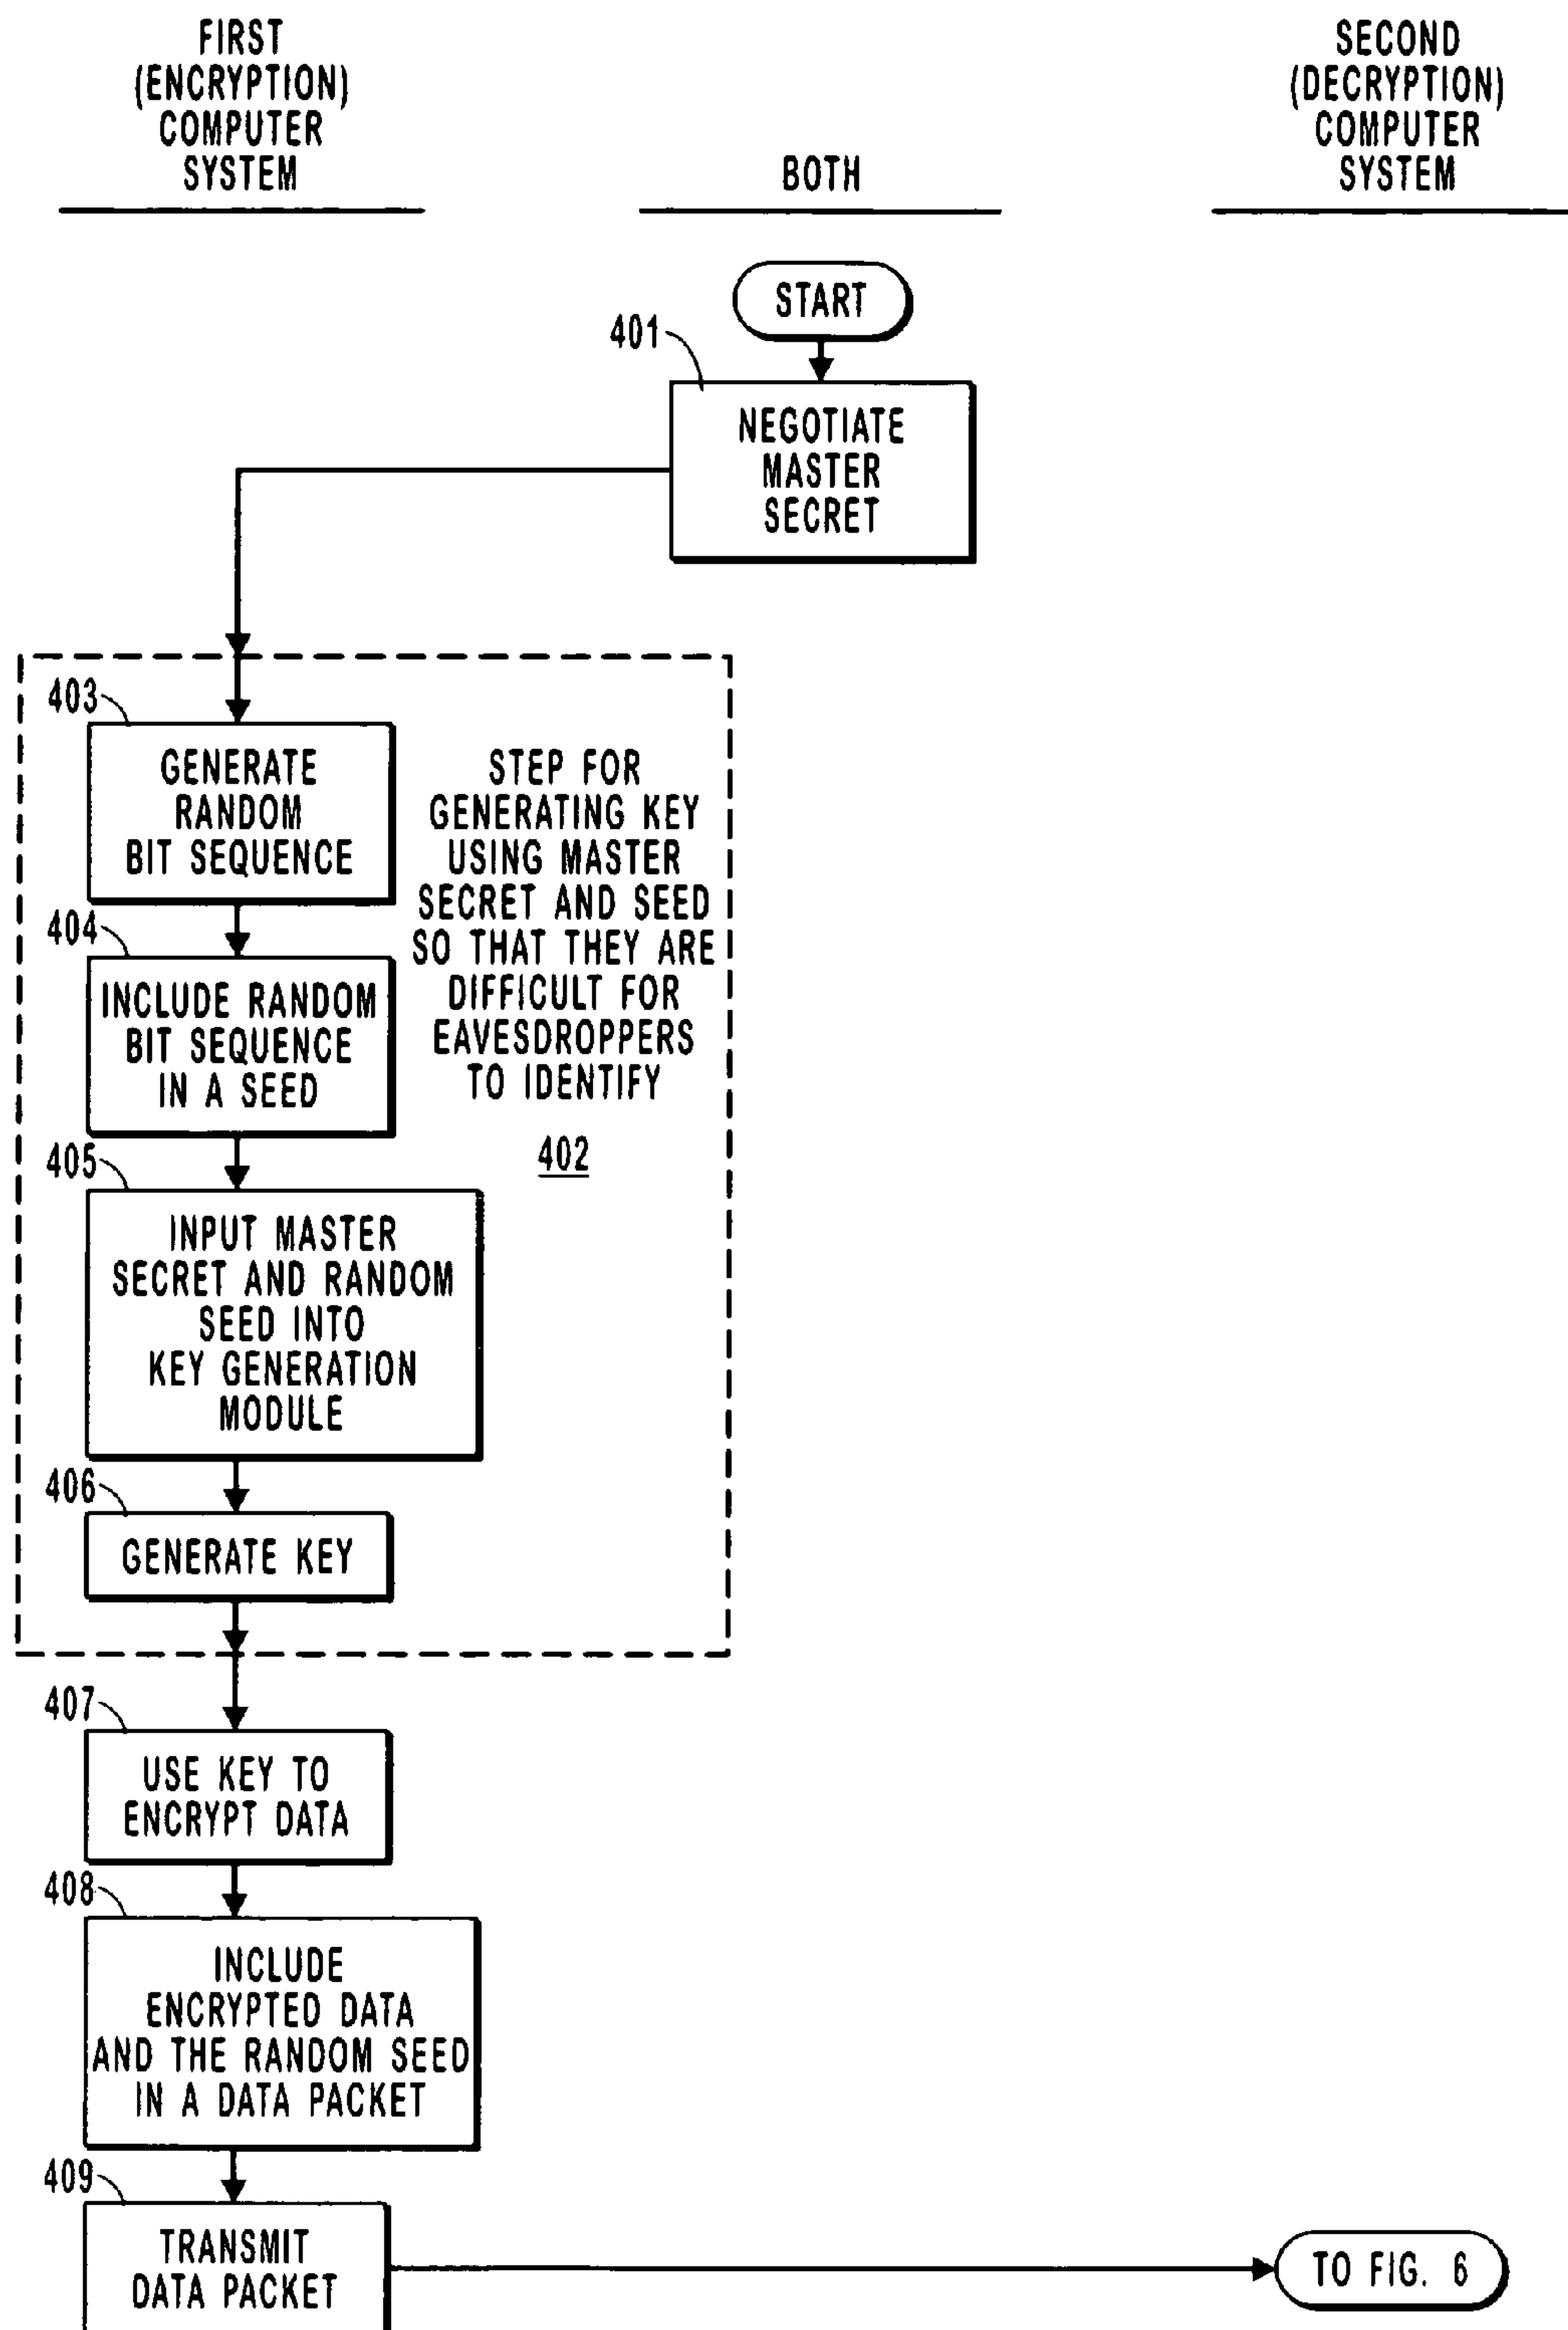 FIRST
(ENCRYPTION)
COMPUTER
SYSTEM
BOTH
SECOND
(DECRYPTION)
COMPUTER
SYSTEM
START
401
NEGOTIATE
MASTER
SECRET
403
GENERATE
RANDOM
BIT SEQUENCE
404
INCLUDE RANDOM
BIT SEQUENCE
IN A SEED
STEP FOR
GENERATING KEY
USING MASTER
SECRET AND SEED
SO THAT THEY ARE
DIFFICULT FOR
EAVESDROPPERS
TO IDENTIFY
402
405
INPUT MASTER
SECRET AND RANDOM
SEED INTO
KEY GENERATION
MODULE
406
GENERATE KEY
407
USE KEY TO
ENCRYPT DATA
408
INCLUDE
ENCRYPTED DATA
AND THE RANDOM SEED
IN A DATA PACKET
409
TRANSMIT
DATA PACKET
TO FIG. 6